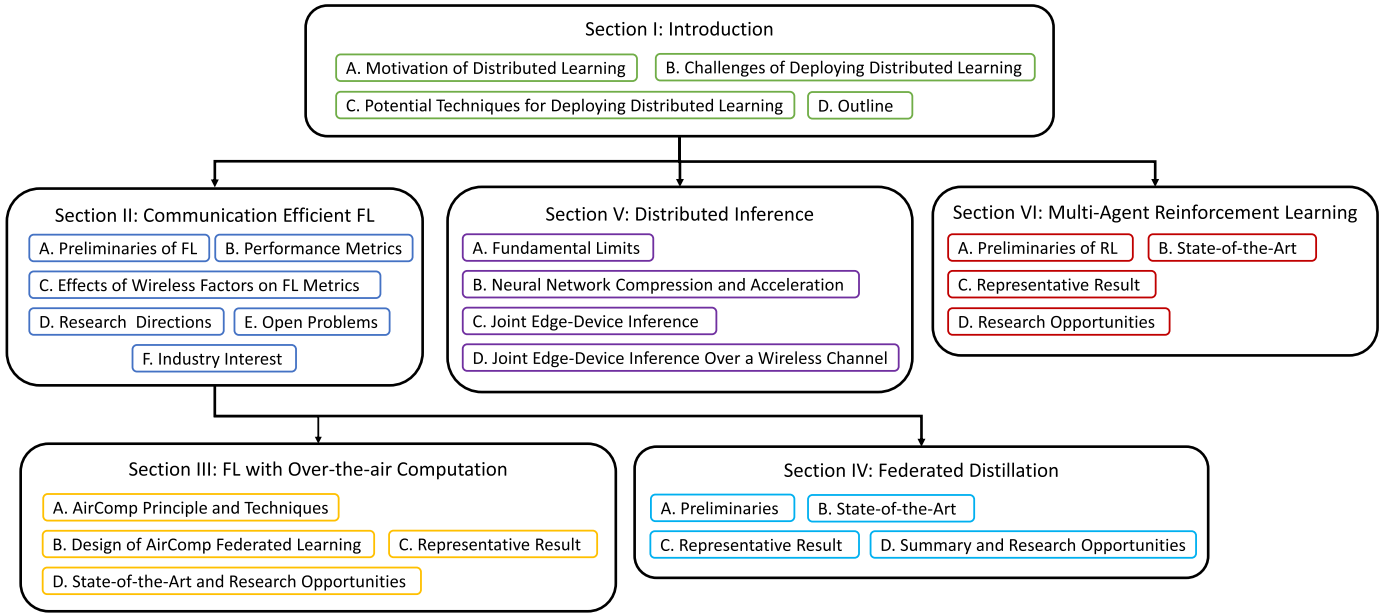 Section I: Introduction
A. Motivation of Distributed Learning
B. Challenges of Deploying Distributed Learning
C. Potential Techniques for Deploying Distributed Learning
D. Outline
Section II: Communication Efficient FL
A. Preliminaries of FL
B. Performance Metrics
C. Effects of Wireless Factors on FL Metrics
D. Research Directions
E. Open Problems
F. Industry Interest
Section V: Distributed Inference
A. Fundamental Limits
B. Neural Network Compression and Acceleration
C. Joint Edge-Device Inference
D. Joint Edge-Device Inference Over a Wireless Channel
Section VI: Multi-Agent Reinforcement Learning
A. Preliminaries of RL
B. State-of-the-Art
C. Representative Result
D. Research Opportunities
Section III: FL with Over-the-air Computation
A. AirComp Principle and Techniques
B. Design of AirComp Federated Learning
C. Representative Result
D. State-of-the-Art and Research Opportunities
Section IV: Federated Distillation
A. Preliminaries
B. State-of-the-Art
C. Representative Result
D. Summary and Research Opportunities